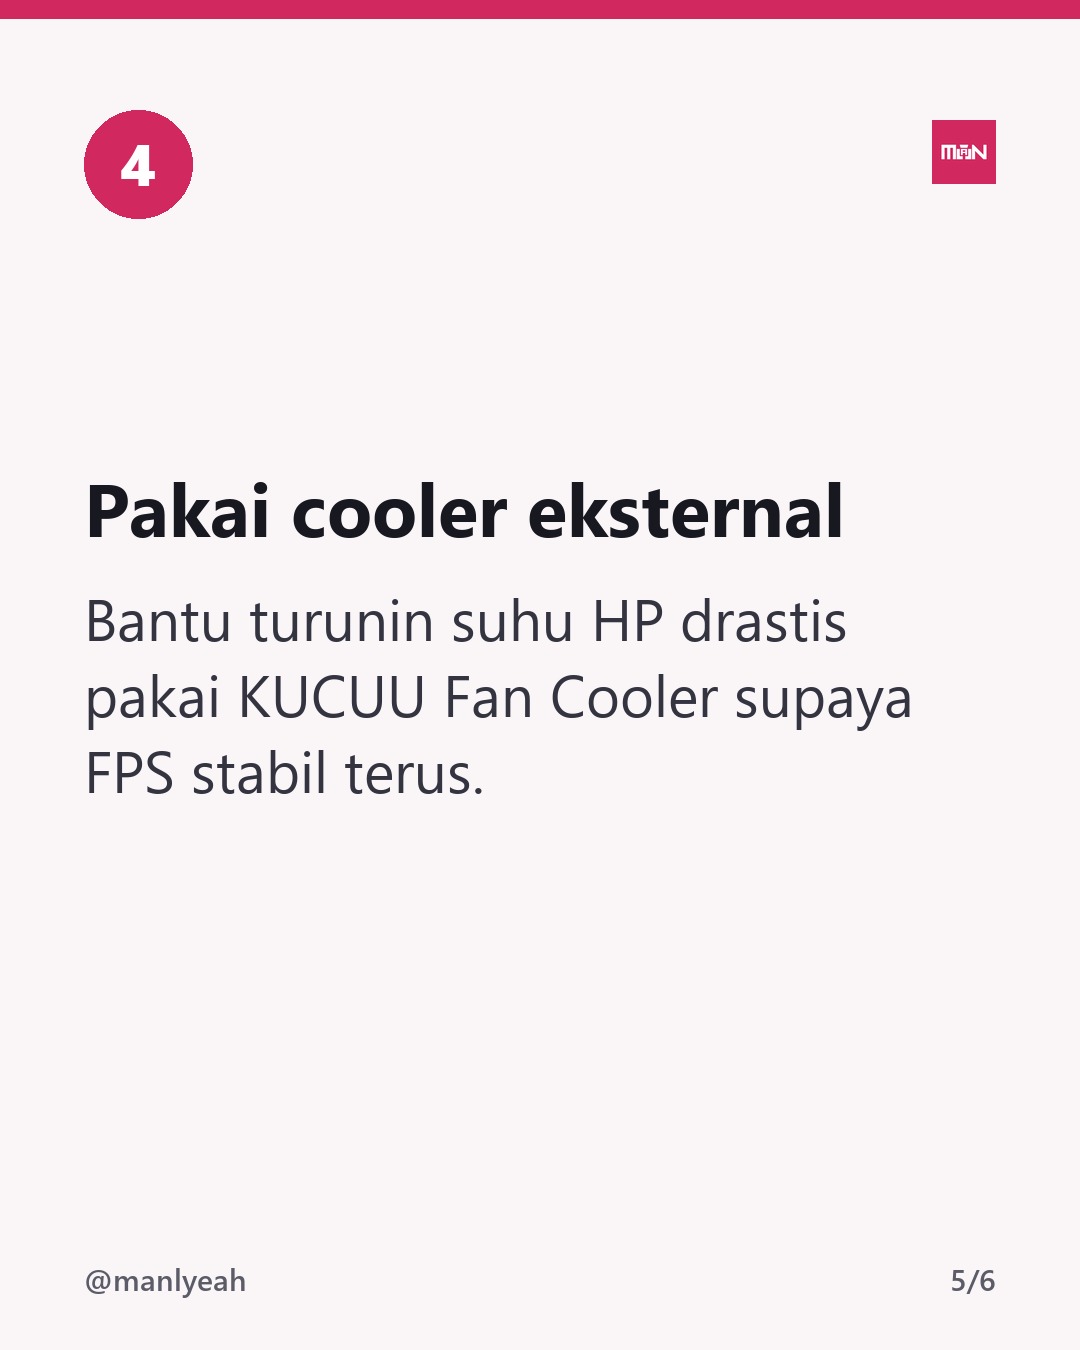 4
Pakai cooler eksternal
Bantu turunin suhu HP drastis
pakai KUCUU Fan Cooler supaya
FPS stabil terus.
@manlyeah
5/6